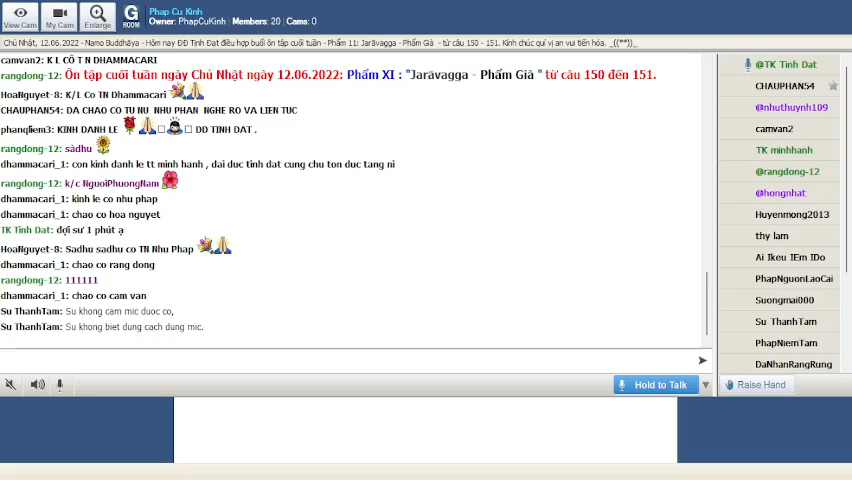 Phap Cu Kinh
Owner: PhapCuKinh Members: 20 Cams: 0
View Cam
My Cam
Enlarge
G
ROOM
Chủ Nhật, 12.06.2022 - Namo Buddhāya - Hôm nay ĐĐ Tịnh Đạt điều hợp buổi ôn tập cuối tuần - Phẩm 11: Jarāvagga - Phẩm Già - từ câu 150 - 151. Kính chúc quí vị an vui tiến hóa. _((**))_
camvan2: K L CÔ T N DHAMMACARI
rangdong-12: Ôn tập cuối tuần ngày Chủ Nhật ngày 12.06.2022: Phẩm XI : "Jarāvagga - Phẩm Già " từ câu 150 đến 151.
HoaNguyet-8: K/L Co TN Dhammacari
CHAUPHAN54: DA CHAO CO TU NU NHU PHAN NGHE RO VA LIEN TUC
phanqliem3: KINH DANH LE DD TINH DAT .
rangdong-12: sādhu
dhammacari_1: con kinh danh le tt minh hanh , dai duc tinh dat cung chu ton duc tang ni
rangdong-12: k/c NguoiPhuongNam
dhammacari_1: kinh le co nhu phap
dhammacari_1: chao co hoa nguyet
TK Tinh Dat: đợi sư 1 phút ạ
HoaNguyet-8: Sadhu sadhu co TN Nhu Phap
dhammacari_1: chao co rang dong
rangdong-12: 111111
dhammacari_1: chao co cam van
Su ThanhTam: Su khong cam mic duoc co,
Su ThanhTam: Su khong biet dung cach dung mic.
Hold to Talk
@TK Tinh Dat
CHAUPHAN54
@nhuthuynh109
camvan2
TK minhhanh
@rangdong-12
@hongnhat
Huyenmong2013
thy lam
Ai Ikeu IEm IDo
PhapNguonLaoCai
Suongmai000
Su ThanhTam
PhapNiemTam
DaNhanRangRung
Raise Hand